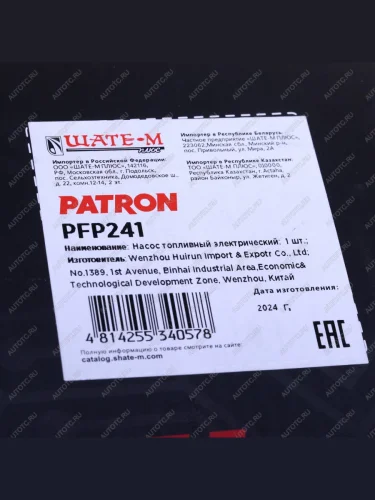 ШАТЕ-М
ПЛЮС
Импортер в Российской Федерации:
ООО «ШАТЕ-М ПЛЮС», 142116,
РФ, Московская обл., г Подольск,
пос. Сельхозтехника, Домодедовское ш.,
д. 22, комн.12-14, 2 эт.
Импортер в Республике Беларусь:
Частное предприятие «ШАТЕ-М ПЛЮС»,
223062,Минская обл., Минский р-н
пос. Привольный, ул. Мира, 2А
Импортер в Республике Казахстан:
ТОО "ШАТЕ-М ПЛЮС", 010000,
Республика Казахстан, г Астана,
район Байконыр, ул. Жетиген, д. 2
PATRON
PFP241
Наименование: Насос топливный электрический: 1 шт.;
Изготовитель: Wenzhou Huirun Import & Expotr Co., Ltd;
No.1389, 1st Avenue, Binhai Industrial Area,Economic&
Technological Development Zone, Wenzhou, Китай
Дата изготовления:
2024 Г.
4 814255 340578
Полную информацию о
товаре смотрите на сайте
catalog.shate-m.com
EAC
AUTOTC.RU